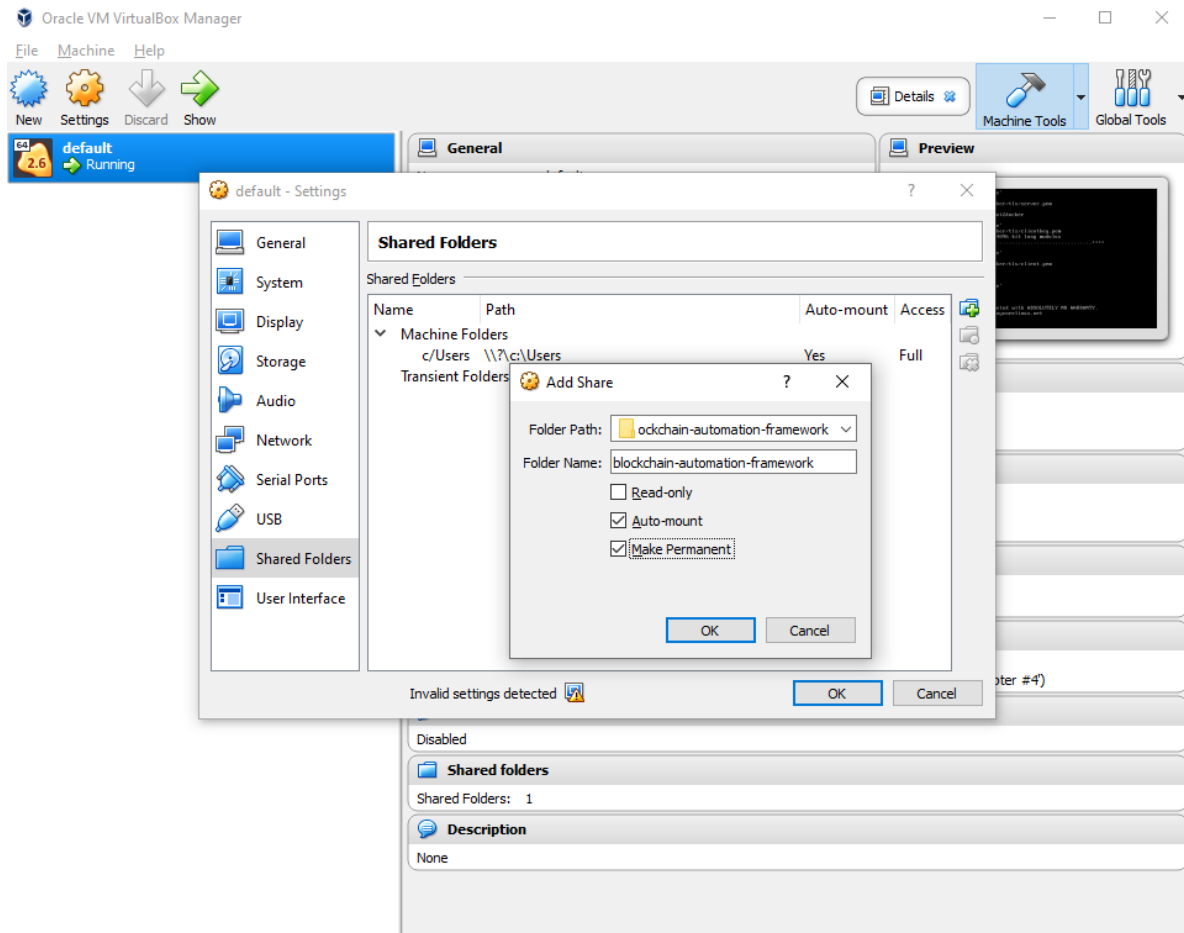 Oracle VM VirtualBox Manager
File Machine Help
New Settings Discard Show
Details
Machine Tools
Global Tools
64
2.6
default
Running
General
Preview
default - Settings
?
General
System
Display
Storage
Audio
Network
Serial Ports
USB
Shared Folders
User Interface
Shared Folders
Shared Folders
Name Path Auto-mount Access
Machine Folders
c/Users \\?\c:\Users Yes Full
Transient Folders
Add Share
?
Folder Path: ockchain-automation-framework
Folder Name: blockchain-automation-framework
Read-only
Auto-mount
Make Permanent
OK Cancel
Invalid settings detected
OK Cancel
pter #4')
Disabled
Shared folders
Shared Folders: 1
Description
None